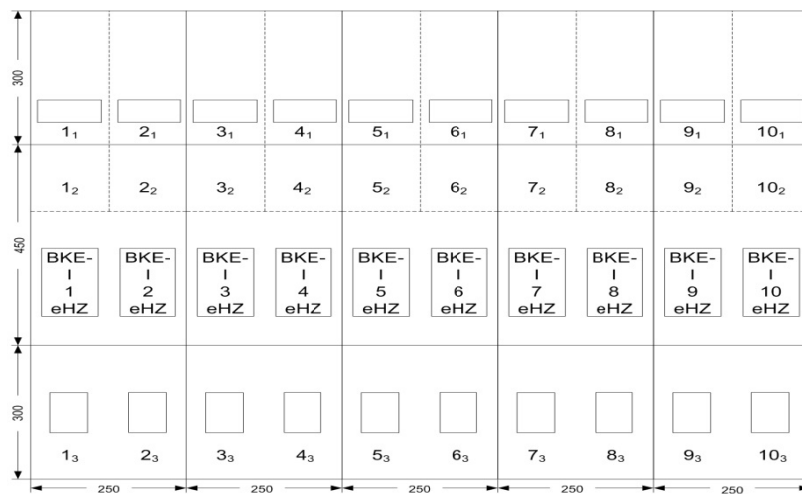 300
1₁ 2₁ 3₁ 4₁ 5₁ 6₁ 7₁ 8₁ 9₁ 10₁
1₂ 2₂ 3₂ 4₂ 5₂ 6₂ 7₂ 8₂ 9₂ 10₂
450
BKE- BKE- BKE- BKE- BKE- BKE- BKE- BKE- BKE- BKE-
I I I I I I I I I I
1 2 3 4 5 6 7 8 9 10
eHZ eHZ eHZ eHZ eHZ eHZ eHZ eHZ eHZ eHZ
300
1₃ 2₃ 3₃ 4₃ 5₃ 6₃ 7₃ 8₃ 9₃ 10₃
250 250 250 250 250